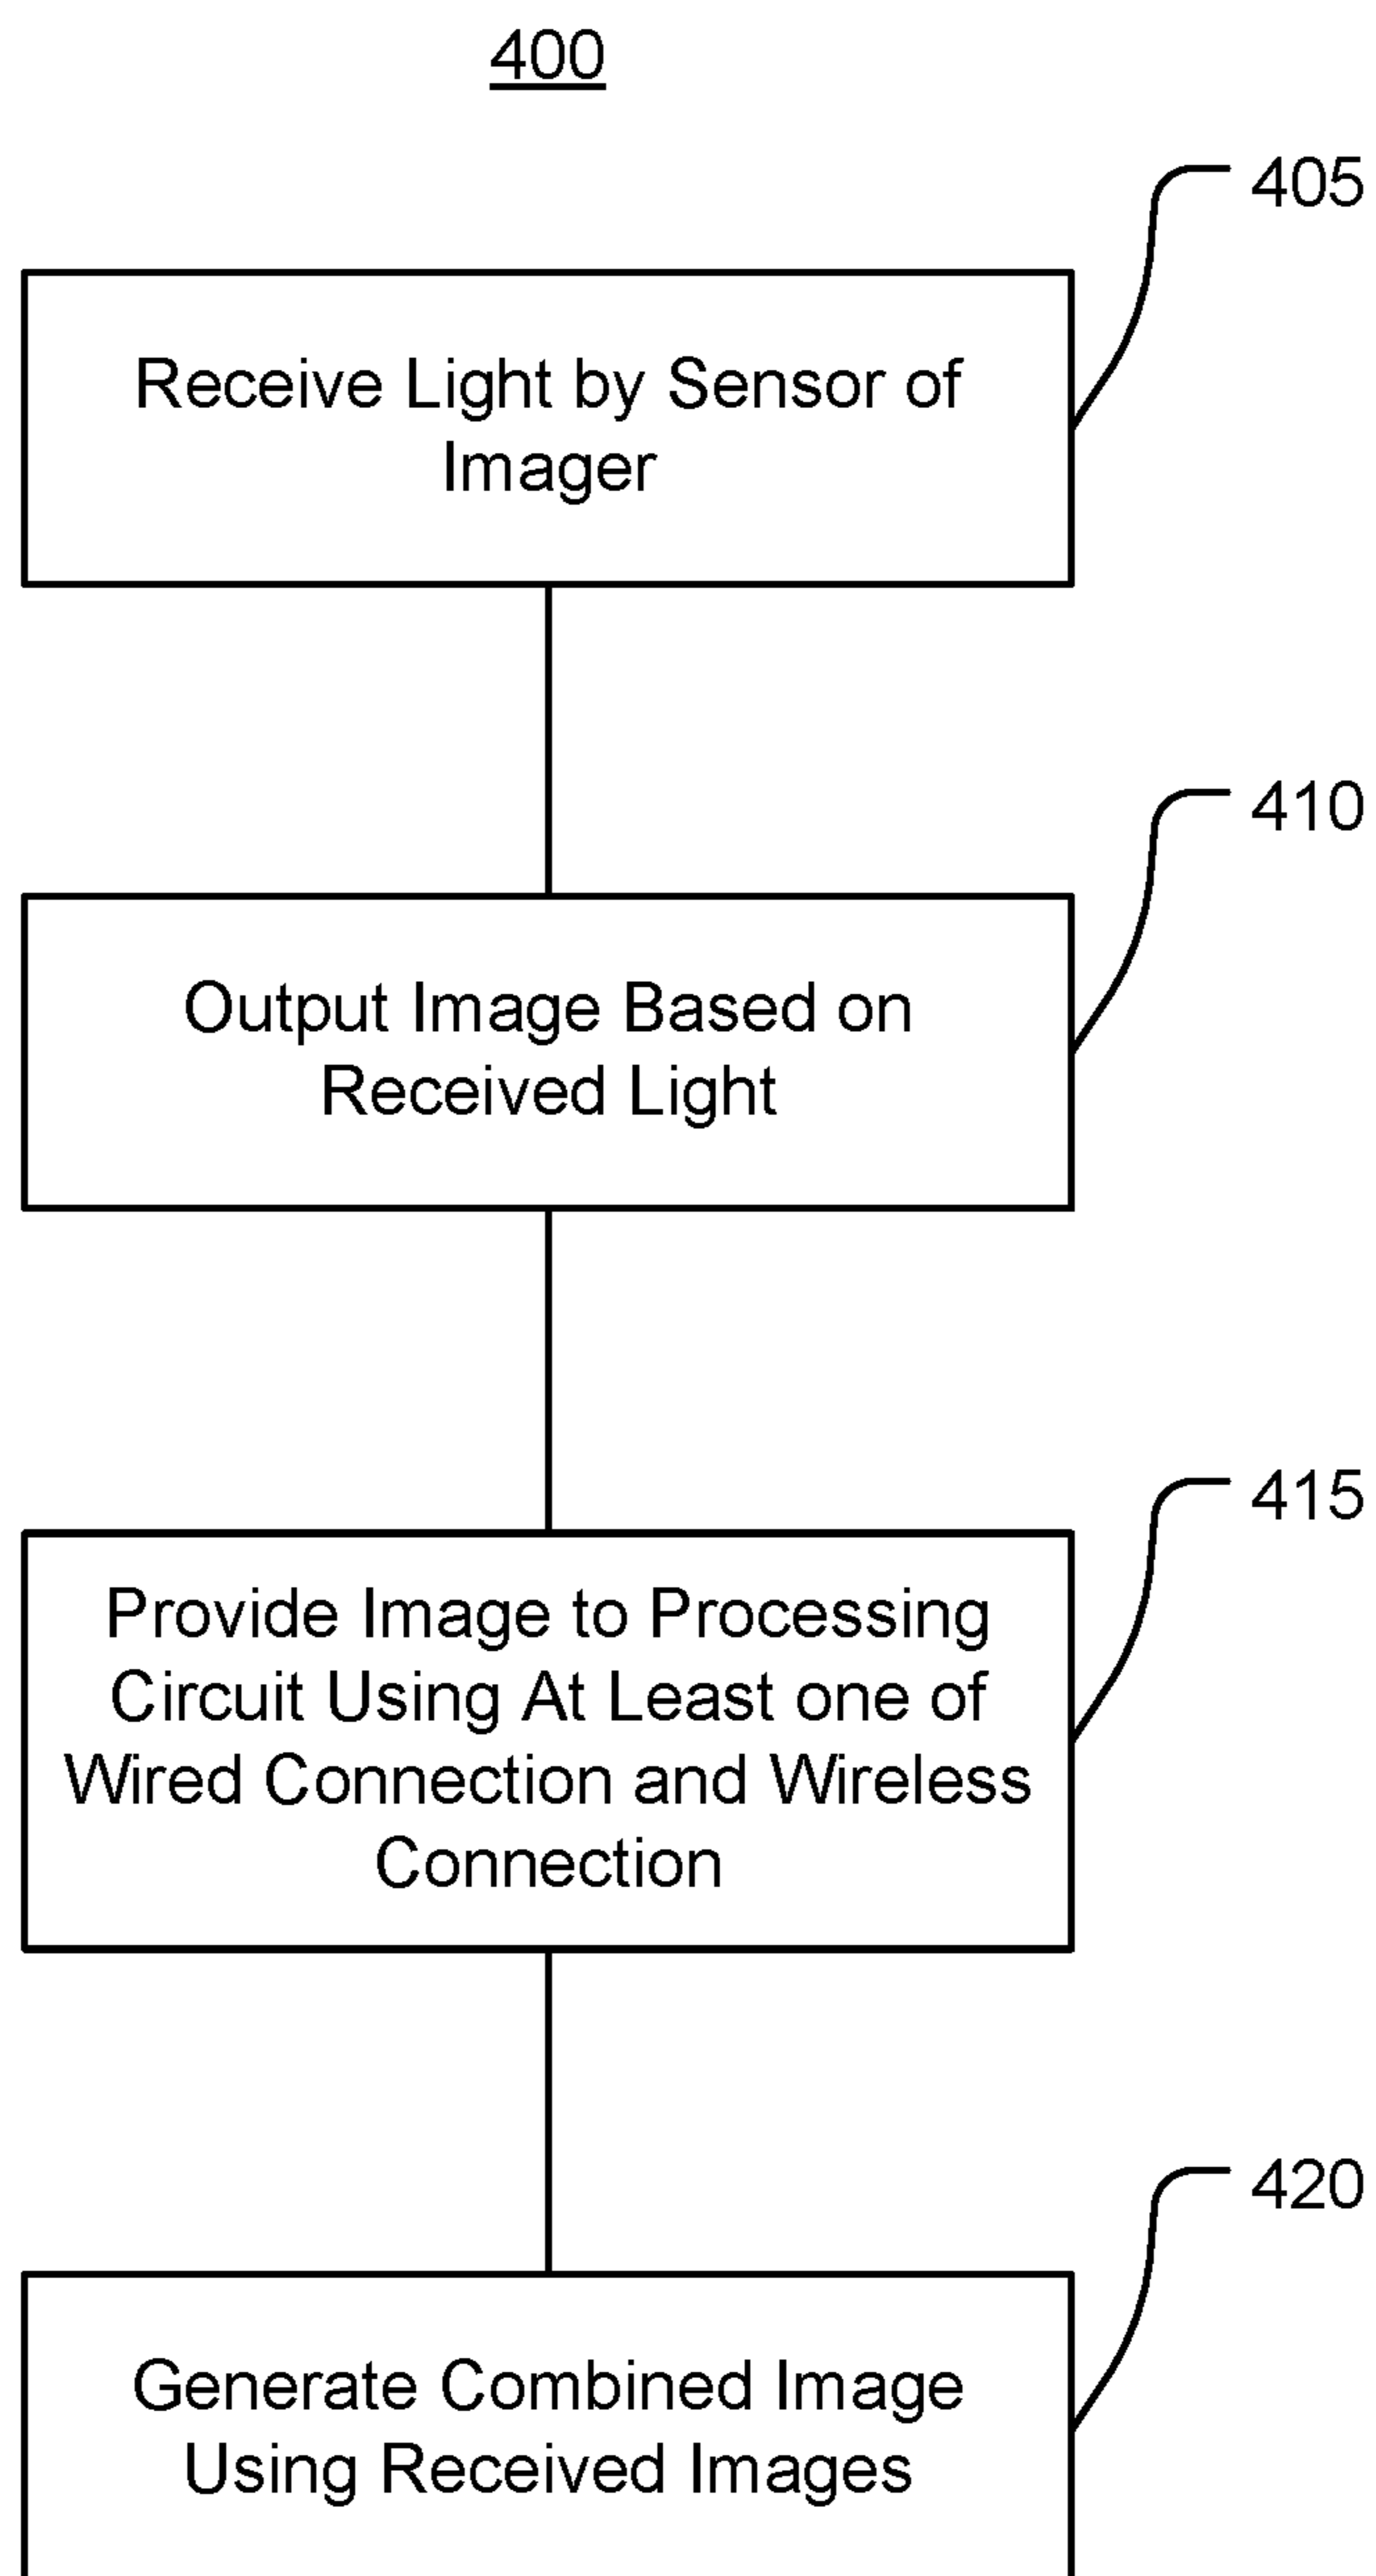 400
405
Receive Light by Sensor of
Imager
410
Output Image Based on
Received Light
415
Provide Image to Processing
Circuit Using At Least one of
Wired Connection and Wireless
Connection
420
Generate Combined Image
Using Received Images